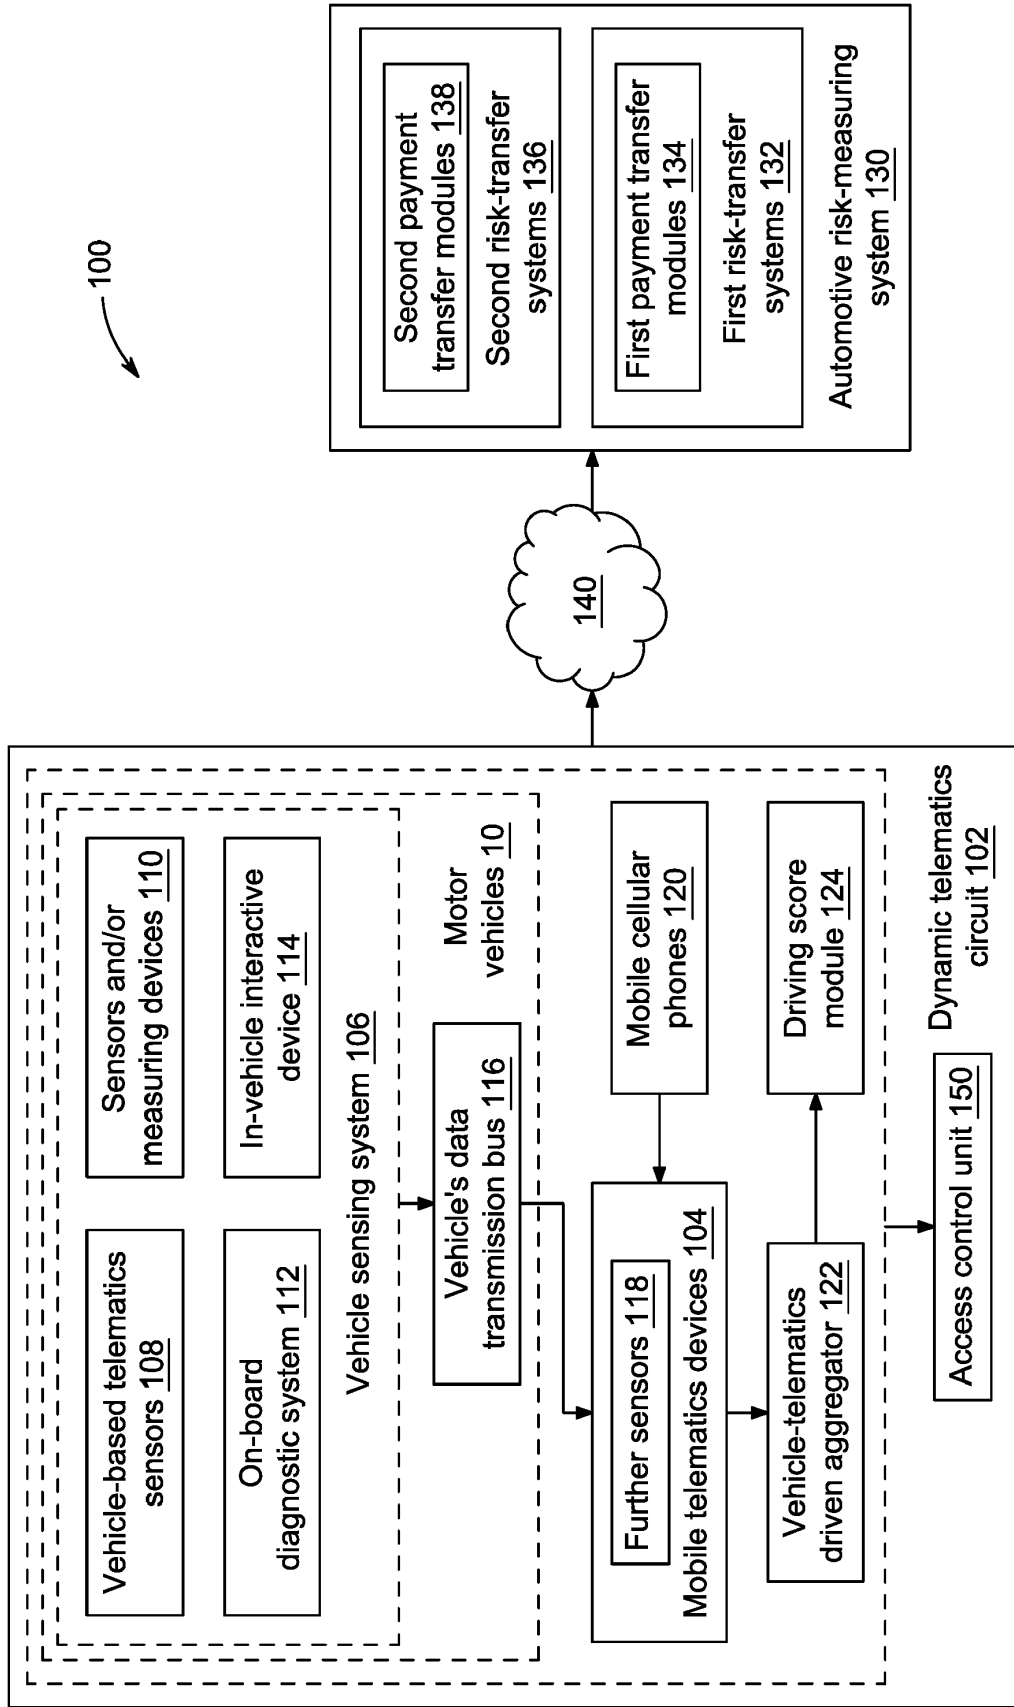 100
Vehicle-based telematics
sensors 108
Sensors and/or
measuring devices 110
On-board
diagnostic system 112
In-vehicle interactive
device 114
Vehicle sensing system 106
Vehicle's data
transmission bus 116
Motor
vehicles 10
Further sensors 118
Mobile telematics devices 104
Mobile cellular
phones 120
Vehicle-telematics
driven aggregator 122
Driving score
module 124
Access control unit 150
Dynamic telematics
circuit 102
140
Second payment
transfer modules 138
Second risk-transfer
systems 136
First payment transfer
modules 134
First risk-transfer
systems 132
Automotive risk-measuring
system 130